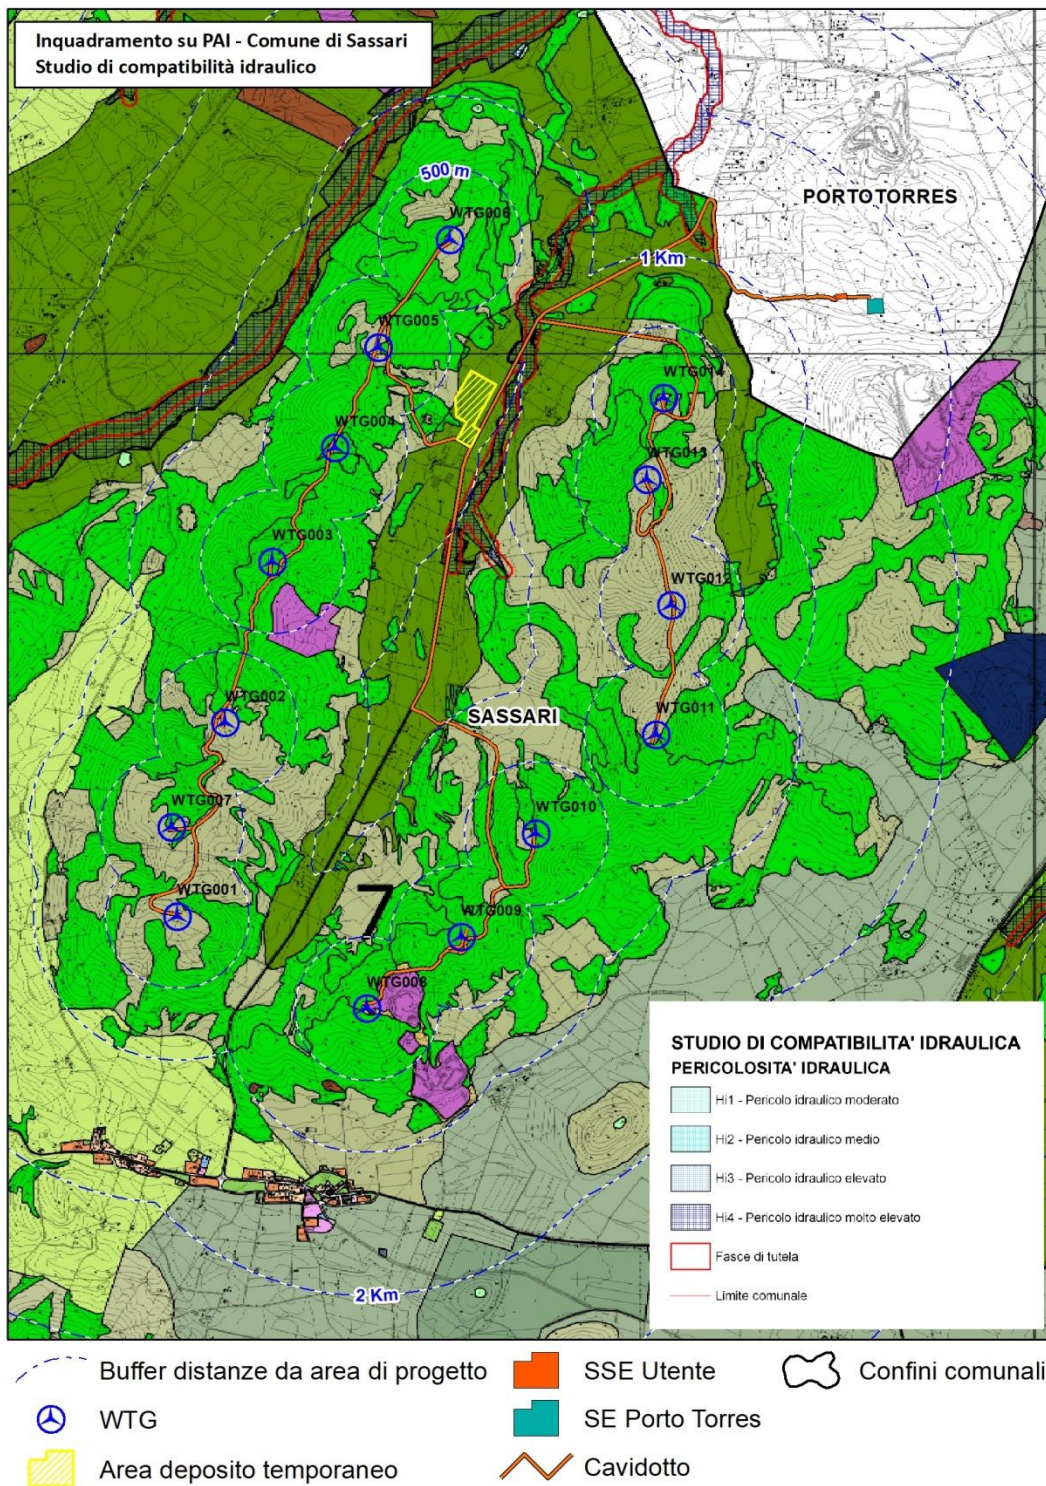 Inquadramento su PAI - Comune di Sassari
Studio di compatibilità idraulico
500 m
WTG006
PORTO TORRES
1 Km
WTG005
WTG014
WTG004
WTG013
WTG003
WTG012
WTG002
SASSARI
WTG011
WTG007
WTG010
WTG001
7
WTG009
WTG008
2 Km
STUDIO DI COMPATIBILITA' IDRAULICA
PERICOLOSITA' IDRAULICA
Hi1 - Pericolo idraulico moderato
Hi2 - Pericolo idraulico medio
Hi3 - Pericolo idraulico elevato
Hi4 - Pericolo idraulico molto elevato
Fasce di tutela
Limite comunale
Buffer distanze da area di progetto
SSE Utente
Confini comunali
WTG
SE Porto Torres
Area deposito temporaneo
Cavidotto